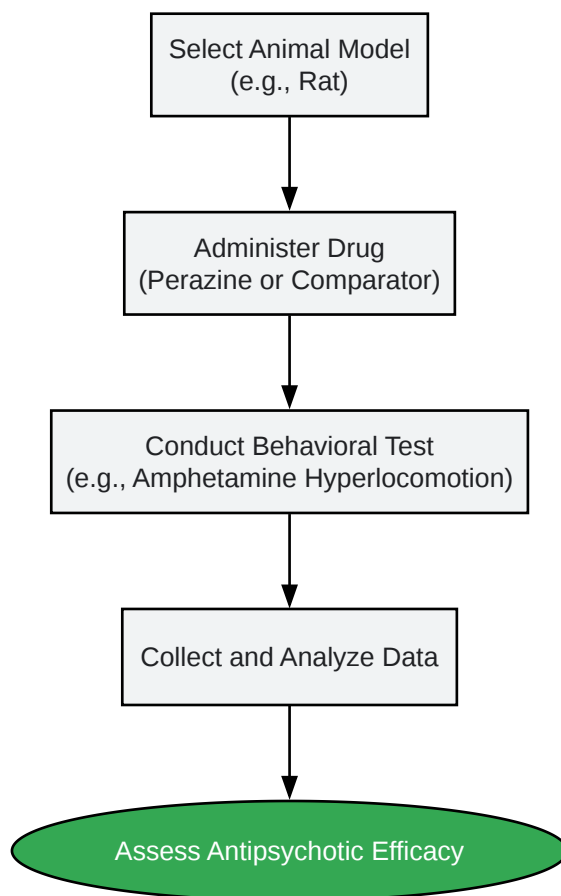 Select Animal Model
(e.g., Rat)
Administer Drug
(Perazine or Comparator)
Conduct Behavioral Test
(e.g., Amphetamine Hyperlocomotion)
Collect and Analyze Data
Assess Antipsychotic Efficacy